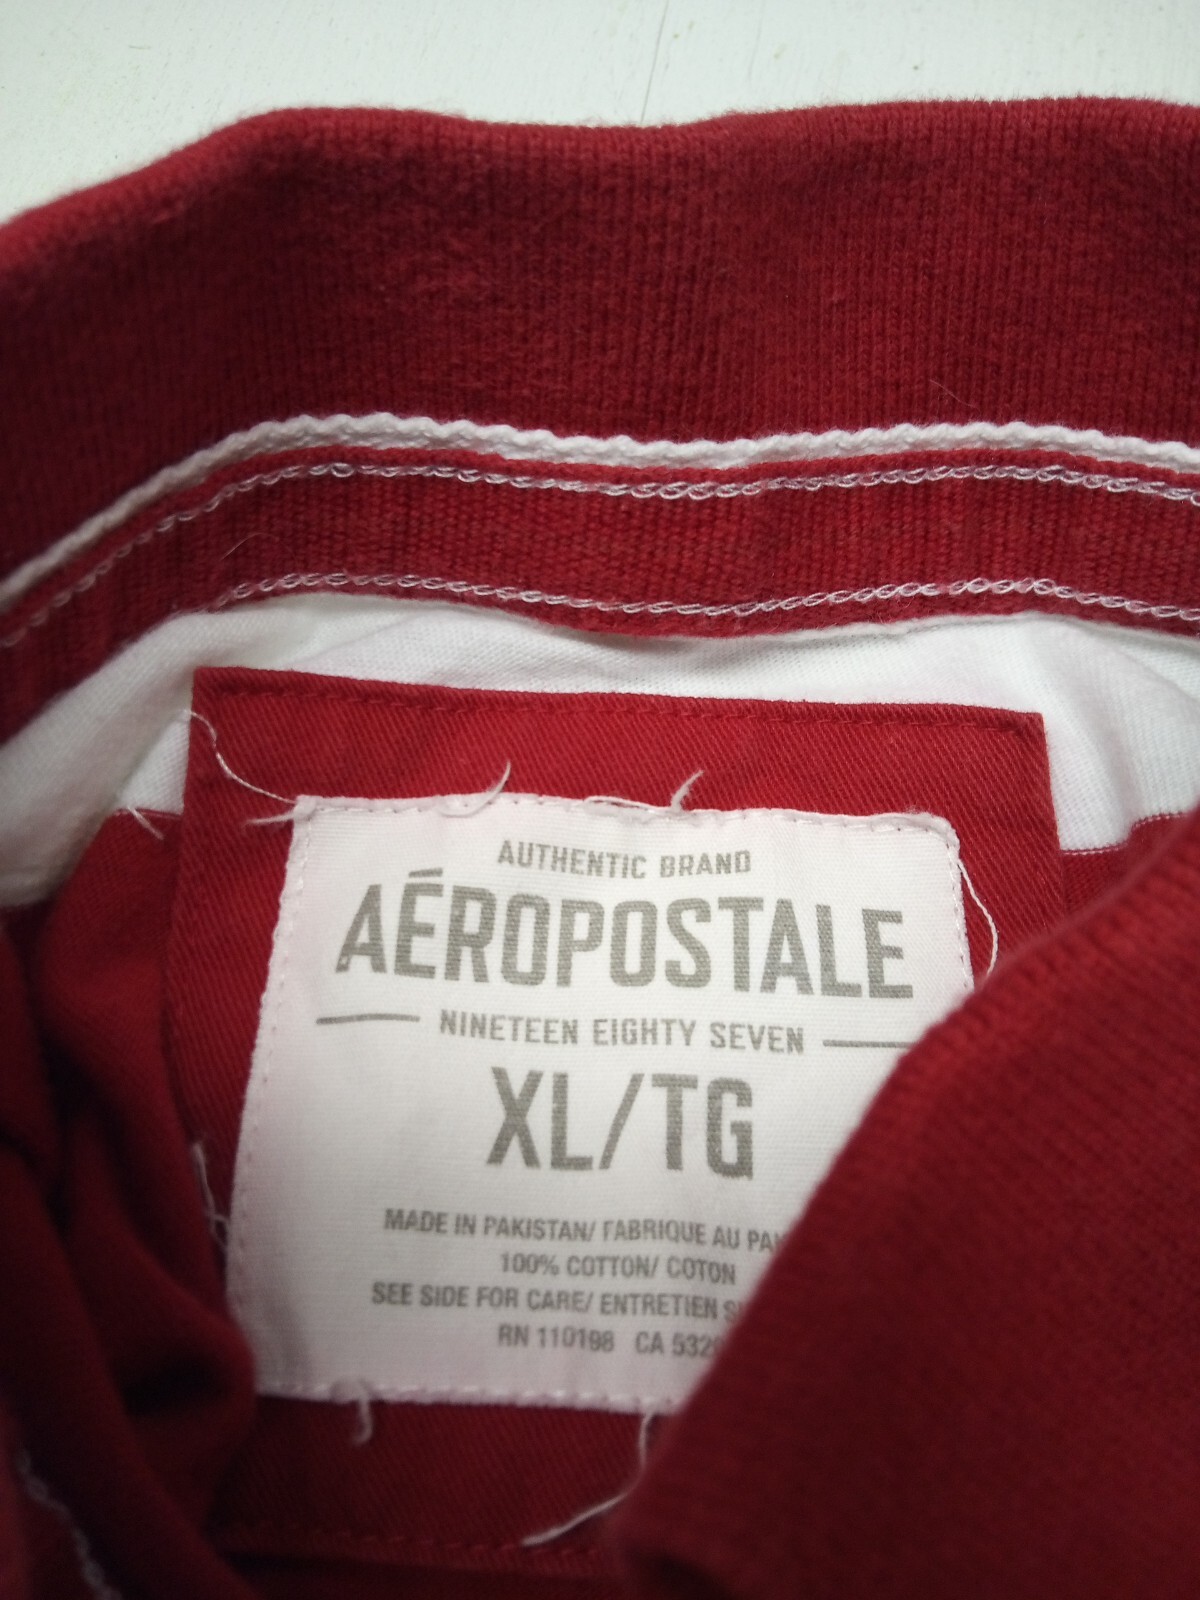 AUTHENTIC BRAND
AÉROPOSTALE
NINETEEN EIGHTY SEVEN
XL/TG
MADE IN PAKISTAN/ FABRIQUE AU
100% COTTON/ COTON
SEE SIDE FOR CARE/ ENTRETIEN
RN 110198 CA